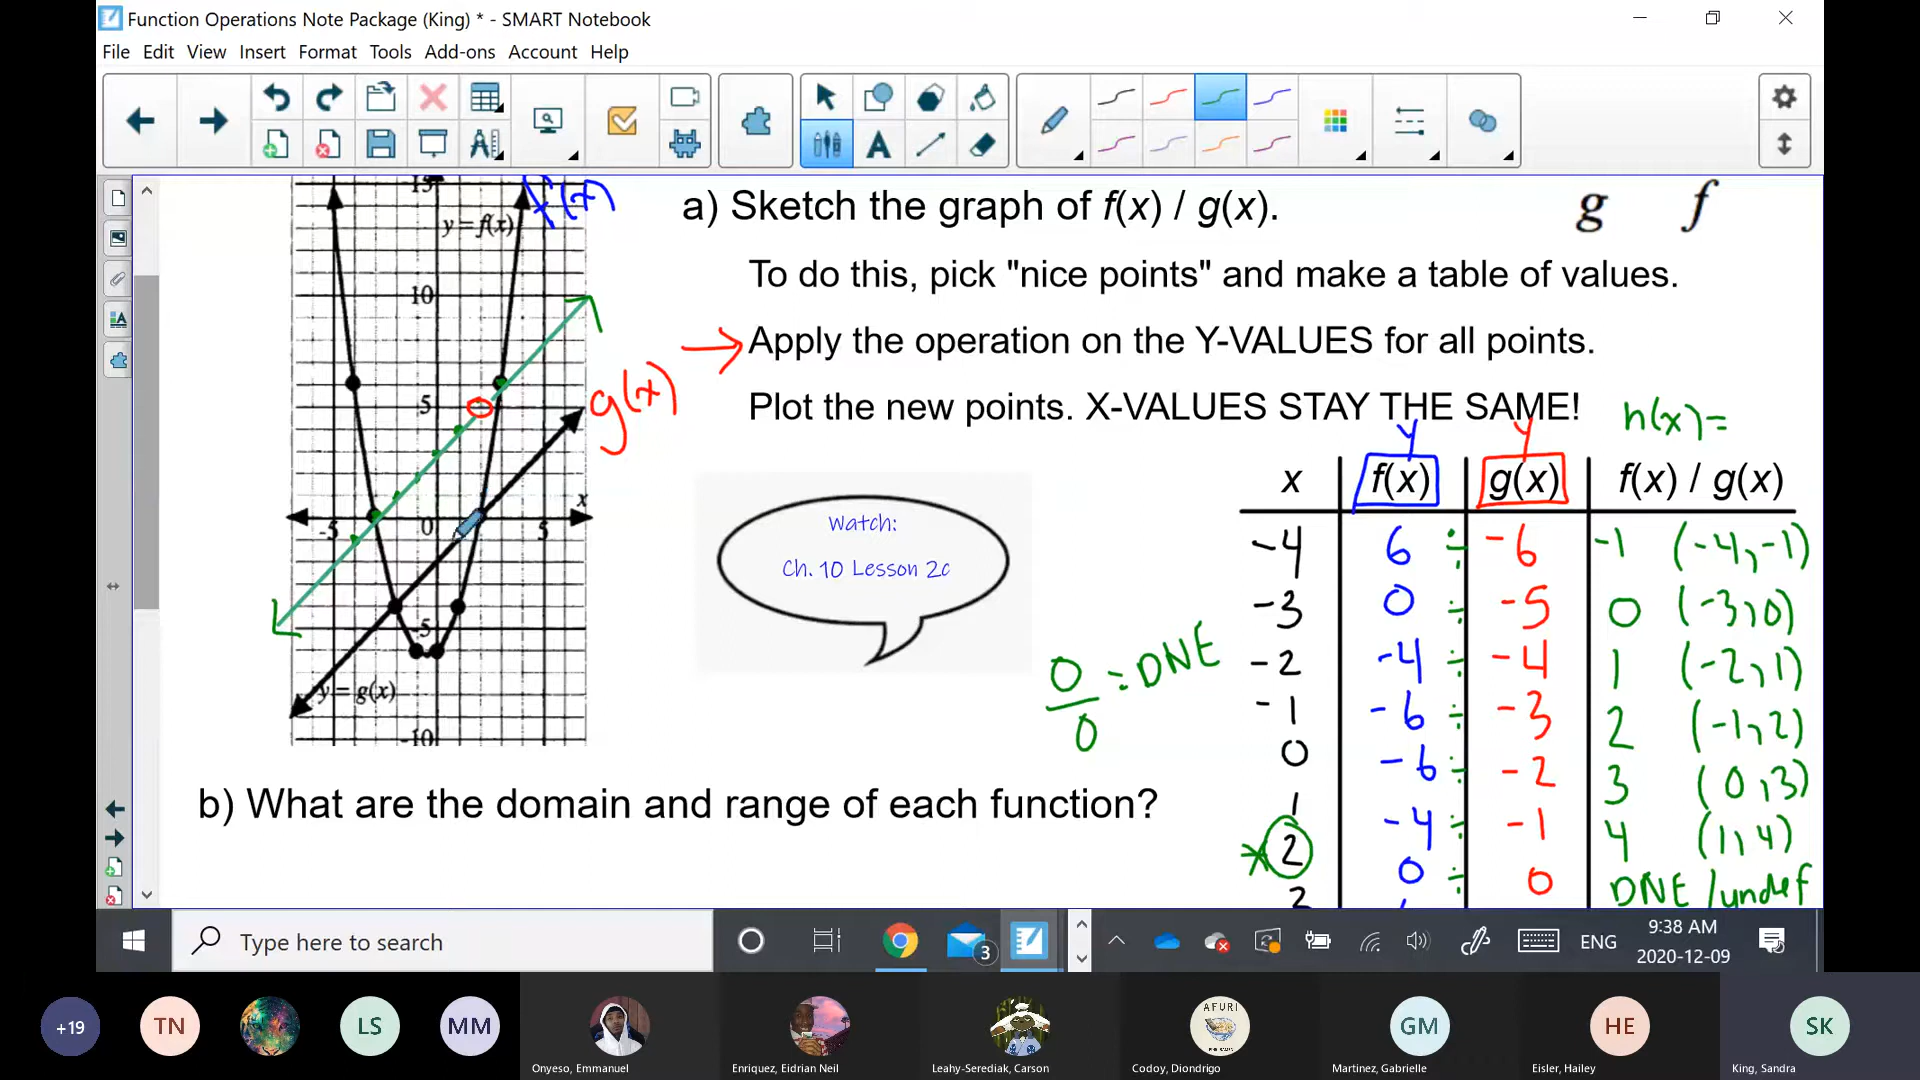 Function Operations Note Package (King) * - SMART Notebook
File Edit View Insert Format Tools Add-ons Account Help
15
f(x)
y = f(x)
10
5
g(x)
x
-5 0 5
-5
y = g(x)
-10
a) Sketch the graph of f(x) / g(x).
g f
To do this, pick "nice points" and make a table of values.
Apply the operation on the Y-VALUES for all points.
Plot the new points. X-VALUES STAY THE SAME!
h(x)=
y y
x f(x) g(x) f(x) / g(x)
-4 6 ÷ -6 -1 (-4,-1)
-3 0 ÷ -5 0 (-3,0)
-2 -4 ÷ -4 1 (-2,1)
-1 -6 ÷ -3 2 (-1,2)
0 -6 ÷ -2 3 (0,3)
1 -4 ÷ -1 4 (1,4)
* 2 0 ÷ 0 DNE/undef
Watch:
Ch. 10 Lesson 2c
0/0 = DNE
b) What are the domain and range of each function?
Type here to search
3
ENG
9:38 AM
2020-12-09
+19
TN
LS
MM
Onyeso, Emmanuel
Enriquez, Eidrian Neil
Leahy-Serediak, Carson
AFURI
Codoy, Diondrigo
GM
Martinez, Gabrielle
HE
Eisler, Hailey
SK
King, Sandra